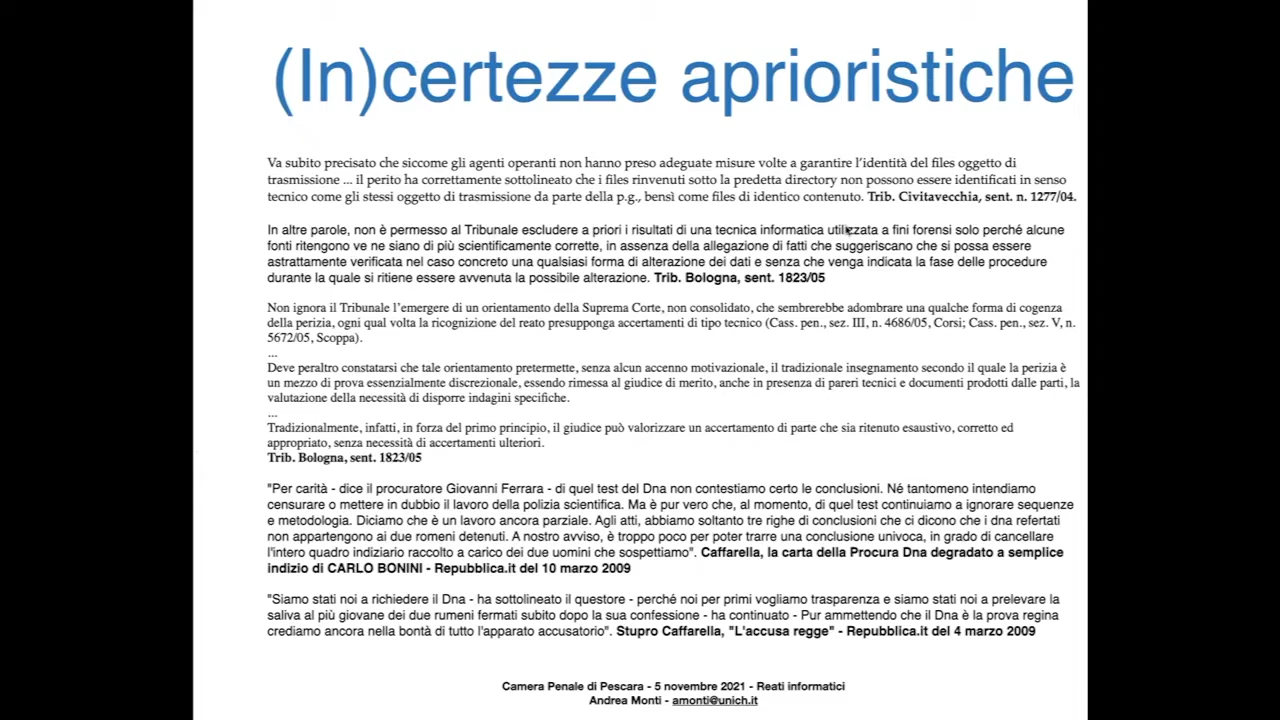 (In)certezze aprioristiche
Va subito precisato che siccome gli agenti operanti non hanno preso adeguate misure volte a garantire l'identità del files oggetto di
trasmissione ... il perito ha correttamente sottolineato che i files rinvenuti sotto la predetta directory non possono essere identificati in senso
tecnico come gli stessi oggetto di trasmissione da parte della p.g., bensì come files di identico contenuto. Trib. Civitavecchia, sent. n. 1277/04.
In altre parole, non è permesso al Tribunale escludere a priori i risultati di una tecnica informatica utilizzata a fini forensi solo perché alcune
fonti ritengono ve ne siano di più scientificamente corrette, in assenza della allegazione di fatti che suggeriscano che si possa essere
astrattamente verificata nel caso concreto una qualsiasi forma di alterazione dei dati e senza che venga indicata la fase delle procedure
durante la quale si ritiene essere avvenuta la possibile alterazione. Trib. Bologna, sent. 1823/05
Non ignora il Tribunale l'emergere di un orientamento della Suprema Corte, non consolidato, che sembrerebbe adombrare una qualche forma di cogenza
della perizia, ogni qual volta la ricognizione del reato presupponga accertamenti di tipo tecnico (Cass. pen., sez. III, n. 4686/05, Corsi; Cass. pen., sez. V, n.
5672/05, Scoppa).
...
Deve peraltro constatarsi che tale orientamento pretermette, senza alcun accenno motivazionale, il tradizionale insegnamento secondo il quale la perizia è
un mezzo di prova essenzialmente discrezionale, essendo rimessa al giudice di merito, anche in presenza di pareri tecnici e documenti prodotti dalle parti, la
valutazione della necessità di disporre indagini specifiche.
...
Tradizionalmente, infatti, in forza del primo principio, il giudice può valorizzare un accertamento di parte che sia ritenuto esaustivo, corretto ed
appropriato, senza necessità di accertamenti ulteriori.
Trib. Bologna, sent. 1823/05
"Per carità - dice il procuratore Giovanni Ferrara - di quel test del Dna non contestiamo certo le conclusioni. Né tantomeno intendiamo
censurare o mettere in dubbio il lavoro della polizia scientifica. Ma è pur vero che, al momento, di quel test continuiamo a ignorare sequenze
e metodologia. Diciamo che è un lavoro ancora parziale. Agli atti, abbiamo soltanto tre righe di conclusioni che ci dicono che i dna refertati
non appartengono ai due romeni detenuti. A nostro avviso, è troppo poco per poter trarre una conclusione univoca, in grado di cancellare
l'intero quadro indiziario raccolto a carico dei due uomini che sospettiamo". Caffarella, la carta della Procura Dna degradato a semplice
indizio di CARLO BONINI - Repubblica.it del 10 marzo 2009
"Siamo stati noi a richiedere il Dna - ha sottolineato il questore - perché noi per primi vogliamo trasparenza e siamo stati noi a prelevare la
saliva al più giovane dei due rumeni fermati subito dopo la sua confessione - ha continuato - Pur ammettendo che il Dna è la prova regina
crediamo ancora nella bontà di tutto l'apparato accusatorio". Stupro Caffarella, "L'accusa regge" - Repubblica.it del 4 marzo 2009
Camera Penale di Pescara - 5 novembre 2021 - Reati informatici
Andrea Monti - amonti@unich.it